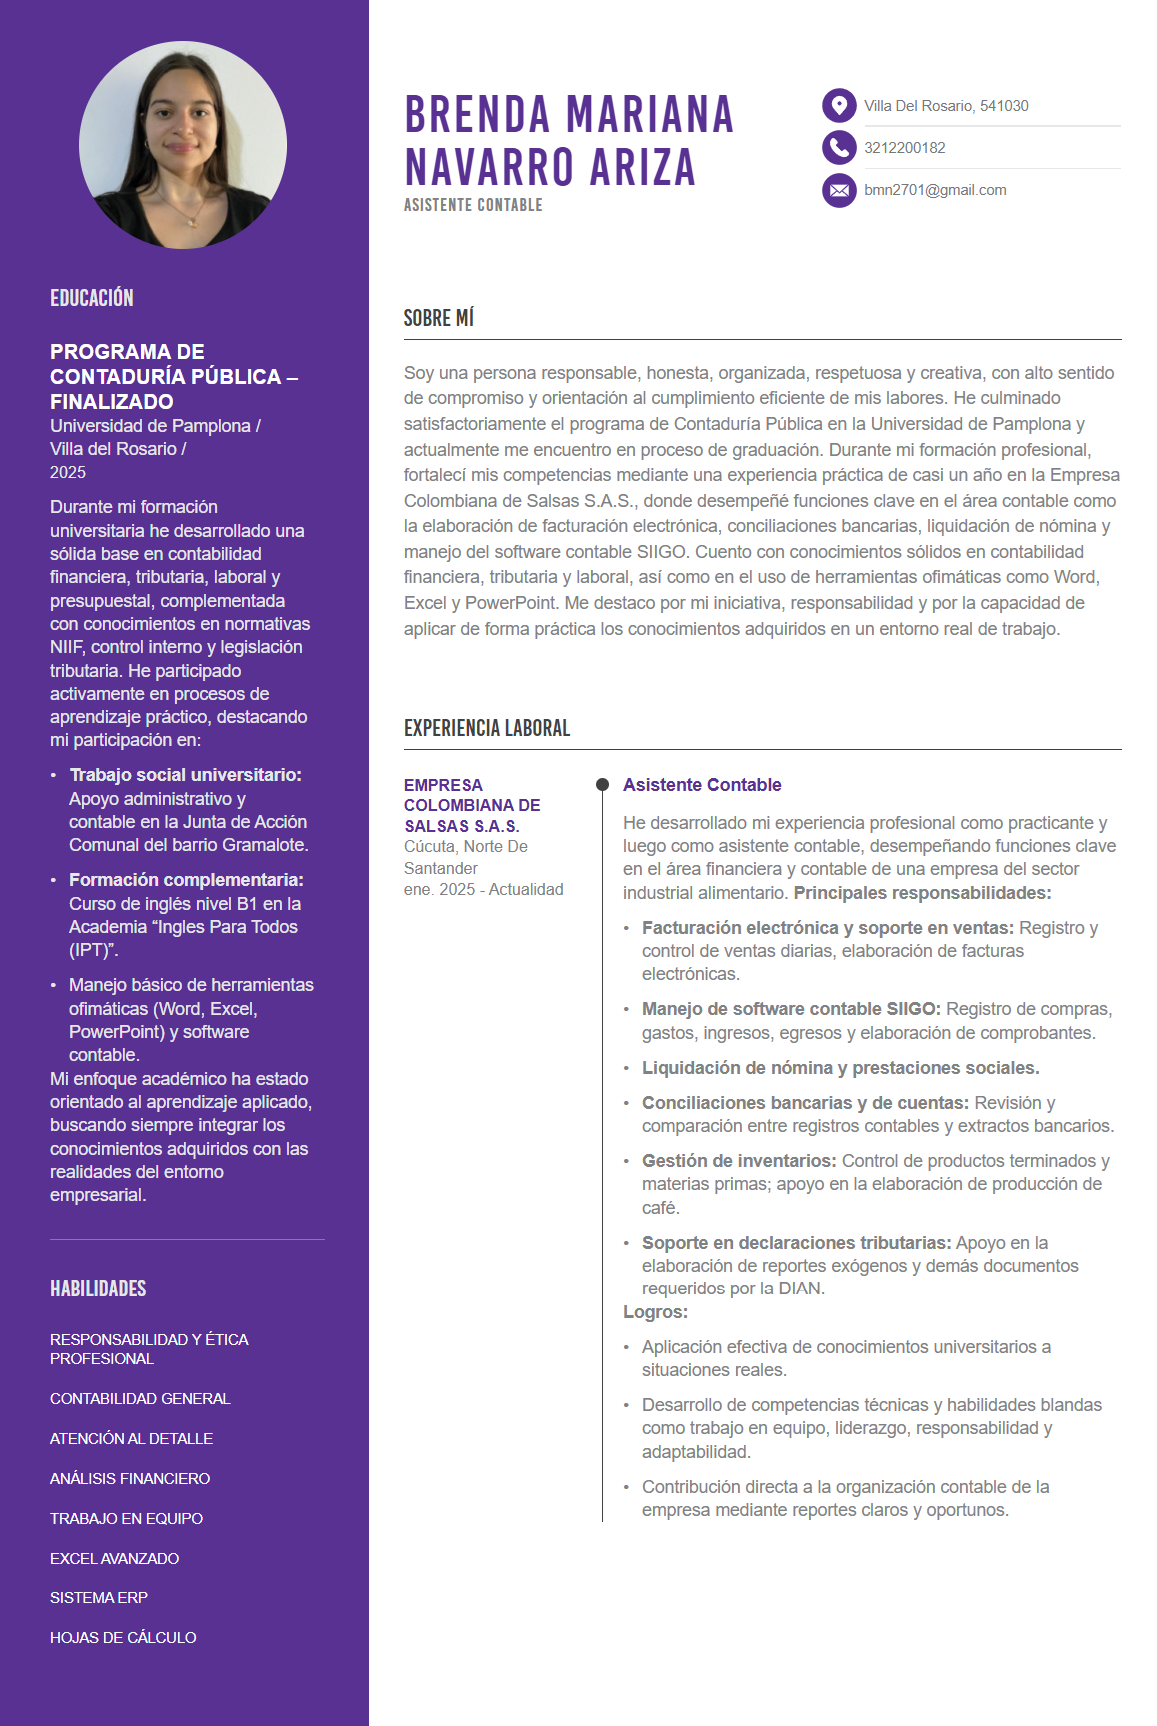 BRENDA MARIANA
NAVARRO ARIZA
ASISTENTE CONTABLE
Villa Del Rosario, 541030
3212200182
bmn2701@gmail.com
EDUCACIÓN
PROGRAMA DE
CONTADURÍA PÚBLICA –
FINALIZADO
Universidad de Pamplona /
Villa del Rosario /
2025
Durante mi formación
universitaria he desarrollado una
sólida base en contabilidad
financiera, tributaria, laboral y
presupuestal, complementada
con conocimientos en normativas
NIIF, control interno y legislación
tributaria. He participado
activamente en procesos de
aprendizaje práctico, destacando
mi participación en:
• Trabajo social universitario:
Apoyo administrativo y
contable en la Junta de Acción
Comunal del barrio Gramalote.
• Formación complementaria:
Curso de inglés nivel B1 en la
Academia “Ingles Para Todos
(IPT)”.
• Manejo básico de herramientas
ofimáticas (Word, Excel,
PowerPoint) y software
contable.
Mi enfoque académico ha estado
orientado al aprendizaje aplicado,
buscando siempre integrar los
conocimientos adquiridos con las
realidades del entorno
empresarial.
HABILIDADES
RESPONSABILIDAD Y ÉTICA
PROFESIONAL
CONTABILIDAD GENERAL
ATENCIÓN AL DETALLE
ANÁLISIS FINANCIERO
TRABAJO EN EQUIPO
EXCEL AVANZADO
SISTEMA ERP
HOJAS DE CÁLCULO
SOBRE MÍ
Soy una persona responsable, honesta, organizada, respetuosa y creativa, con alto sentido
de compromiso y orientación al cumplimiento eficiente de mis labores. He culminado
satisfactoriamente el programa de Contaduría Pública en la Universidad de Pamplona y
actualmente me encuentro en proceso de graduación. Durante mi formación profesional,
fortalecí mis competencias mediante una experiencia práctica de casi un año en la Empresa
Colombiana de Salsas S.A.S., donde desempeñé funciones clave en el área contable como
la elaboración de facturación electrónica, conciliaciones bancarias, liquidación de nómina y
manejo del software contable SIIGO. Cuento con conocimientos sólidos en contabilidad
financiera, tributaria y laboral, así como en el uso de herramientas ofimáticas como Word,
Excel y PowerPoint. Me destaco por mi iniciativa, responsabilidad y por la capacidad de
aplicar de forma práctica los conocimientos adquiridos en un entorno real de trabajo.
EXPERIENCIA LABORAL
EMPRESA
COLOMBIANA DE
SALSAS S.A.S.
Cúcuta, Norte De
Santander
ene. 2025 - Actualidad
Asistente Contable
He desarrollado mi experiencia profesional como practicante y
luego como asistente contable, desempeñando funciones clave
en el área financiera y contable de una empresa del sector
industrial alimentario. Principales responsabilidades:
• Facturación electrónica y soporte en ventas: Registro y
control de ventas diarias, elaboración de facturas
electrónicas.
• Manejo de software contable SIIGO: Registro de compras,
gastos, ingresos, egresos y elaboración de comprobantes.
• Liquidación de nómina y prestaciones sociales.
• Conciliaciones bancarias y de cuentas: Revisión y
comparación entre registros contables y extractos bancarios.
• Gestión de inventarios: Control de productos terminados y
materias primas; apoyo en la elaboración de producción de
café.
• Soporte en declaraciones tributarias: Apoyo en la
elaboración de reportes exógenos y demás documentos
requeridos por la DIAN.
Logros:
• Aplicación efectiva de conocimientos universitarios a
situaciones reales.
• Desarrollo de competencias técnicas y habilidades blandas
como trabajo en equipo, liderazgo, responsabilidad y
adaptabilidad.
• Contribución directa a la organización contable de la
empresa mediante reportes claros y oportunos.